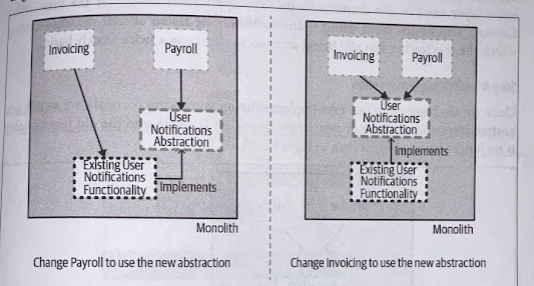 Invoicing
Payroll
User
Notifications
Abstraction
Existing User
Notifications
Functionality
Implements
Monolith
Change Payroll to use the new abstraction
Invoicing
Payroll
User
Notifications
Abstraction
Implements
Existing User
Notifications
Functionality
Monolith
Change Invoicing to use the new abstraction